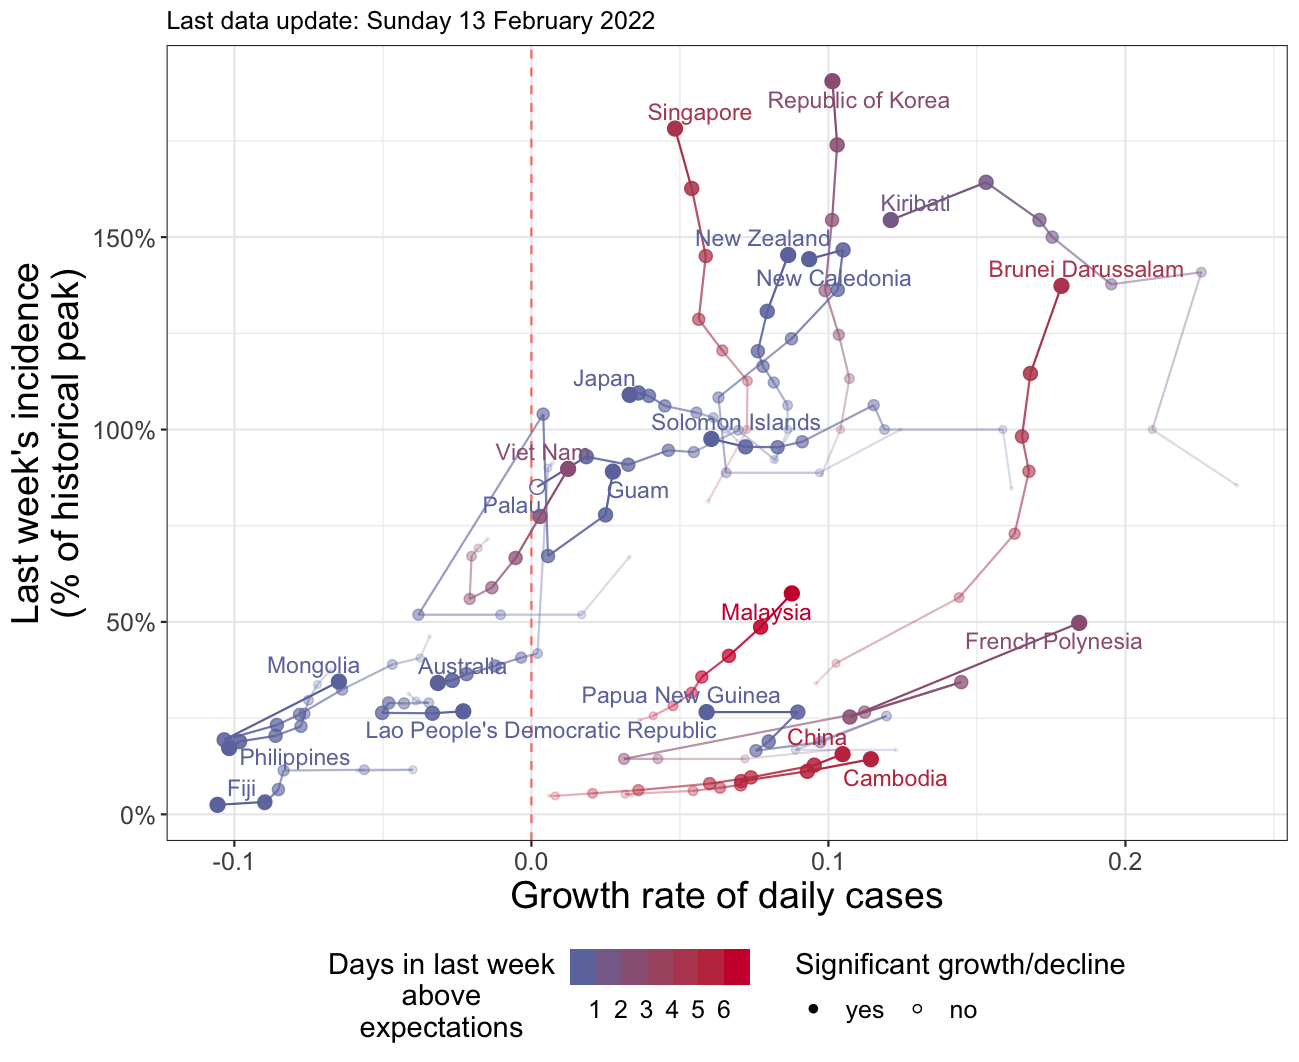 Last data update: Sunday 13 February 2022
Last week's incidence
(% of historical peak)
150%
100%
50%
0%
Republic of Korea
Singapore
Kiribati
New Zealand
New Caledonia
Brunei Darussalam
Japan
Solomon Islands
Viet Nam
Guam
Palau
Malaysia
French Polynesia
Mongolia
Australia
Papua New Guinea
Lao People's Democratic Republic
China
Philippines
Cambodia
Fiji
-0.1 0.0 0.1 0.2
Growth rate of daily cases
Days in last week
above
expectations
1 2 3 4 5 6
Significant growth/decline
yes no